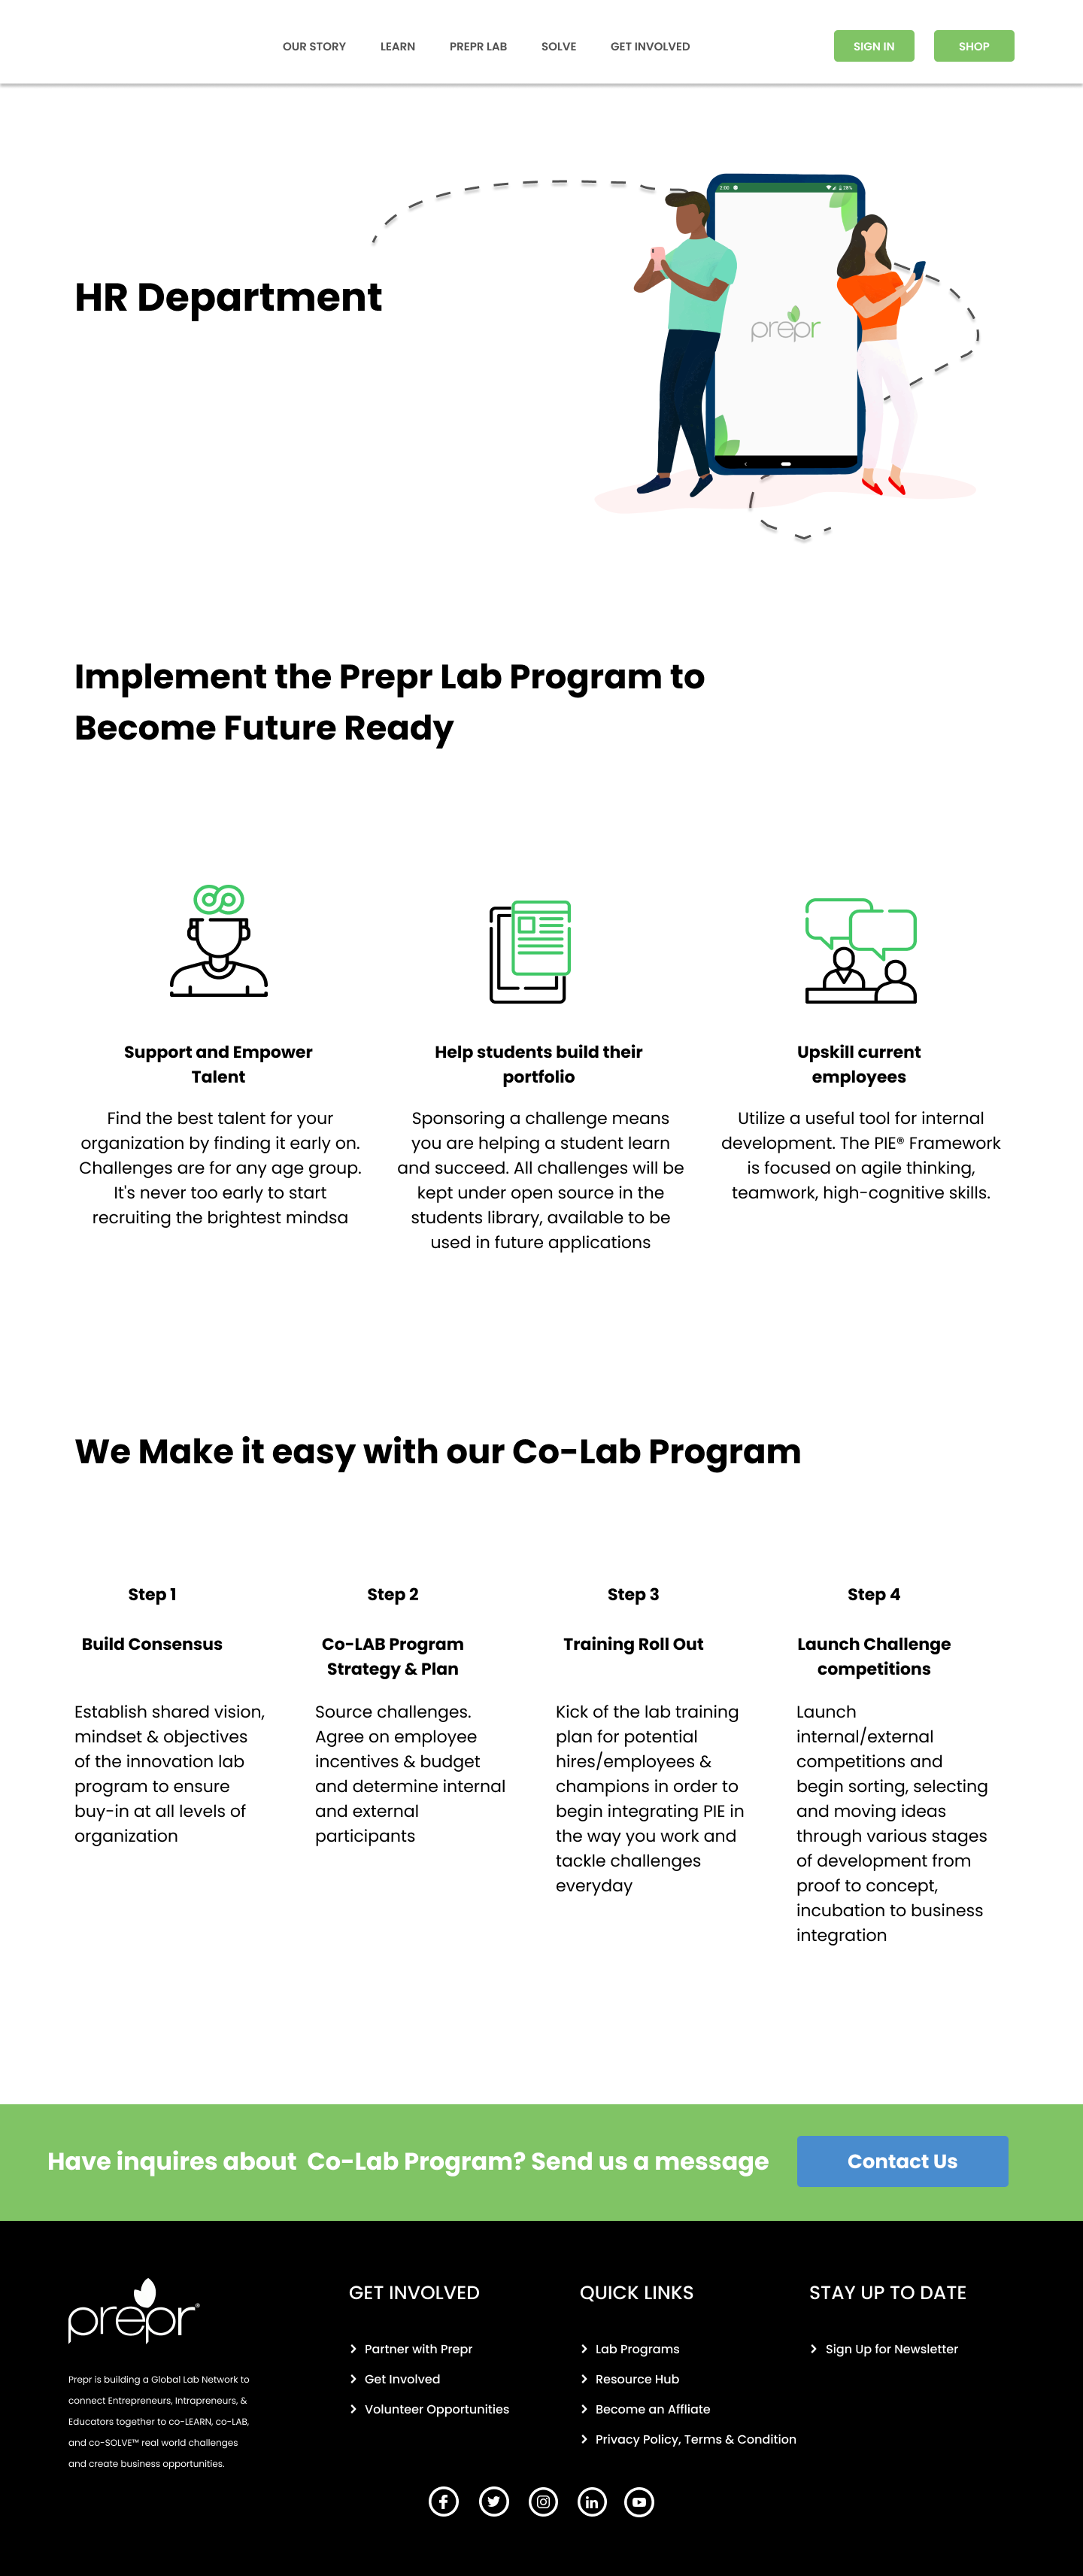 OUR STORY LEARN PREPR LAB SOLVE GET INVOLVED SIGN IN SHOP
2:00 28%
HR Department
prepr
Implement the Prepr Lab Program to
Become Future Ready
Support and Empower
Talent
Find the best talent for your
organization by finding it early on.
Challenges are for any age group.
It's never too early to start
recruiting the brightest mindsa
Help students build their
portfolio
Sponsoring a challenge means
you are helping a student learn
and succeed. All challenges will be
kept under open source in the
students library, available to be
used in future applications
Upskill current
employees
Utilize a useful tool for internal
development. The PIE® Framework
is focused on agile thinking,
teamwork, high-cognitive skills.
We Make it easy with our Co-Lab Program
Step 1
Build Consensus
Establish shared vision,
mindset & objectives
of the innovation lab
program to ensure
buy-in at all levels of
organization
Step 2
Co-LAB Program
Strategy & Plan
Source challenges.
Agree on employee
incentives & budget
and determine internal
and external
participants
Step 3
Training Roll Out
Kick of the lab training
plan for potential
hires/employees &
champions in order to
begin integrating PIE in
the way you work and
tackle challenges
everyday
Step 4
Launch Challenge
competitions
Launch
internal/external
competitions and
begin sorting, selecting
and moving ideas
through various stages
of development from
proof to concept,
incubation to business
integration
Have inquires about Co-Lab Program? Send us a message
Contact Us
prepr®
Prepr is building a Global Lab Network to
connect Entrepreneurs, Intrapreneurs, &
Educators together to co-LEARN, co-LAB,
and co-SOLVE™ real world challenges
and create business opportunities.
GET INVOLVED
Partner with Prepr
Get Involved
Volunteer Opportunities
QUICK LINKS
Lab Programs
Resource Hub
Become an Affliate
Privacy Policy, Terms & Condition
STAY UP TO DATE
Sign Up for Newsletter